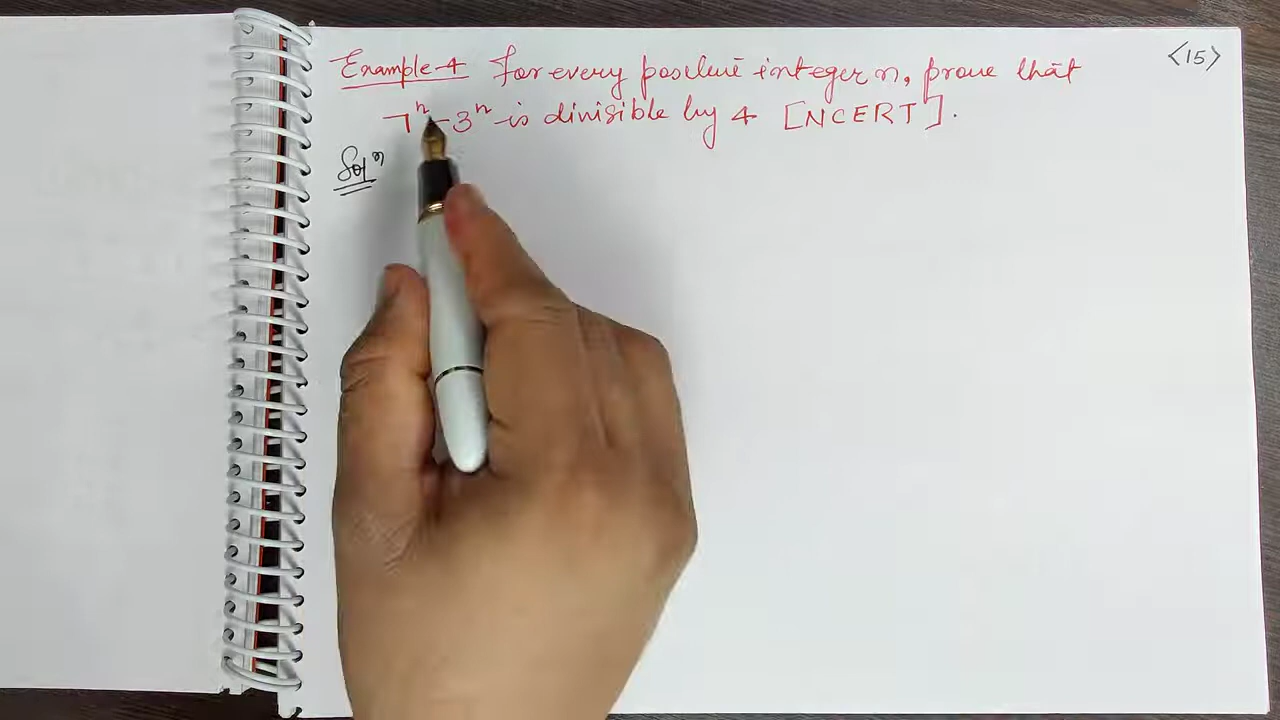 Example-4 For every positive integer n, prove that <15>
7ⁿ-3ⁿ is divisible by 4 [NCERT].
Solⁿ